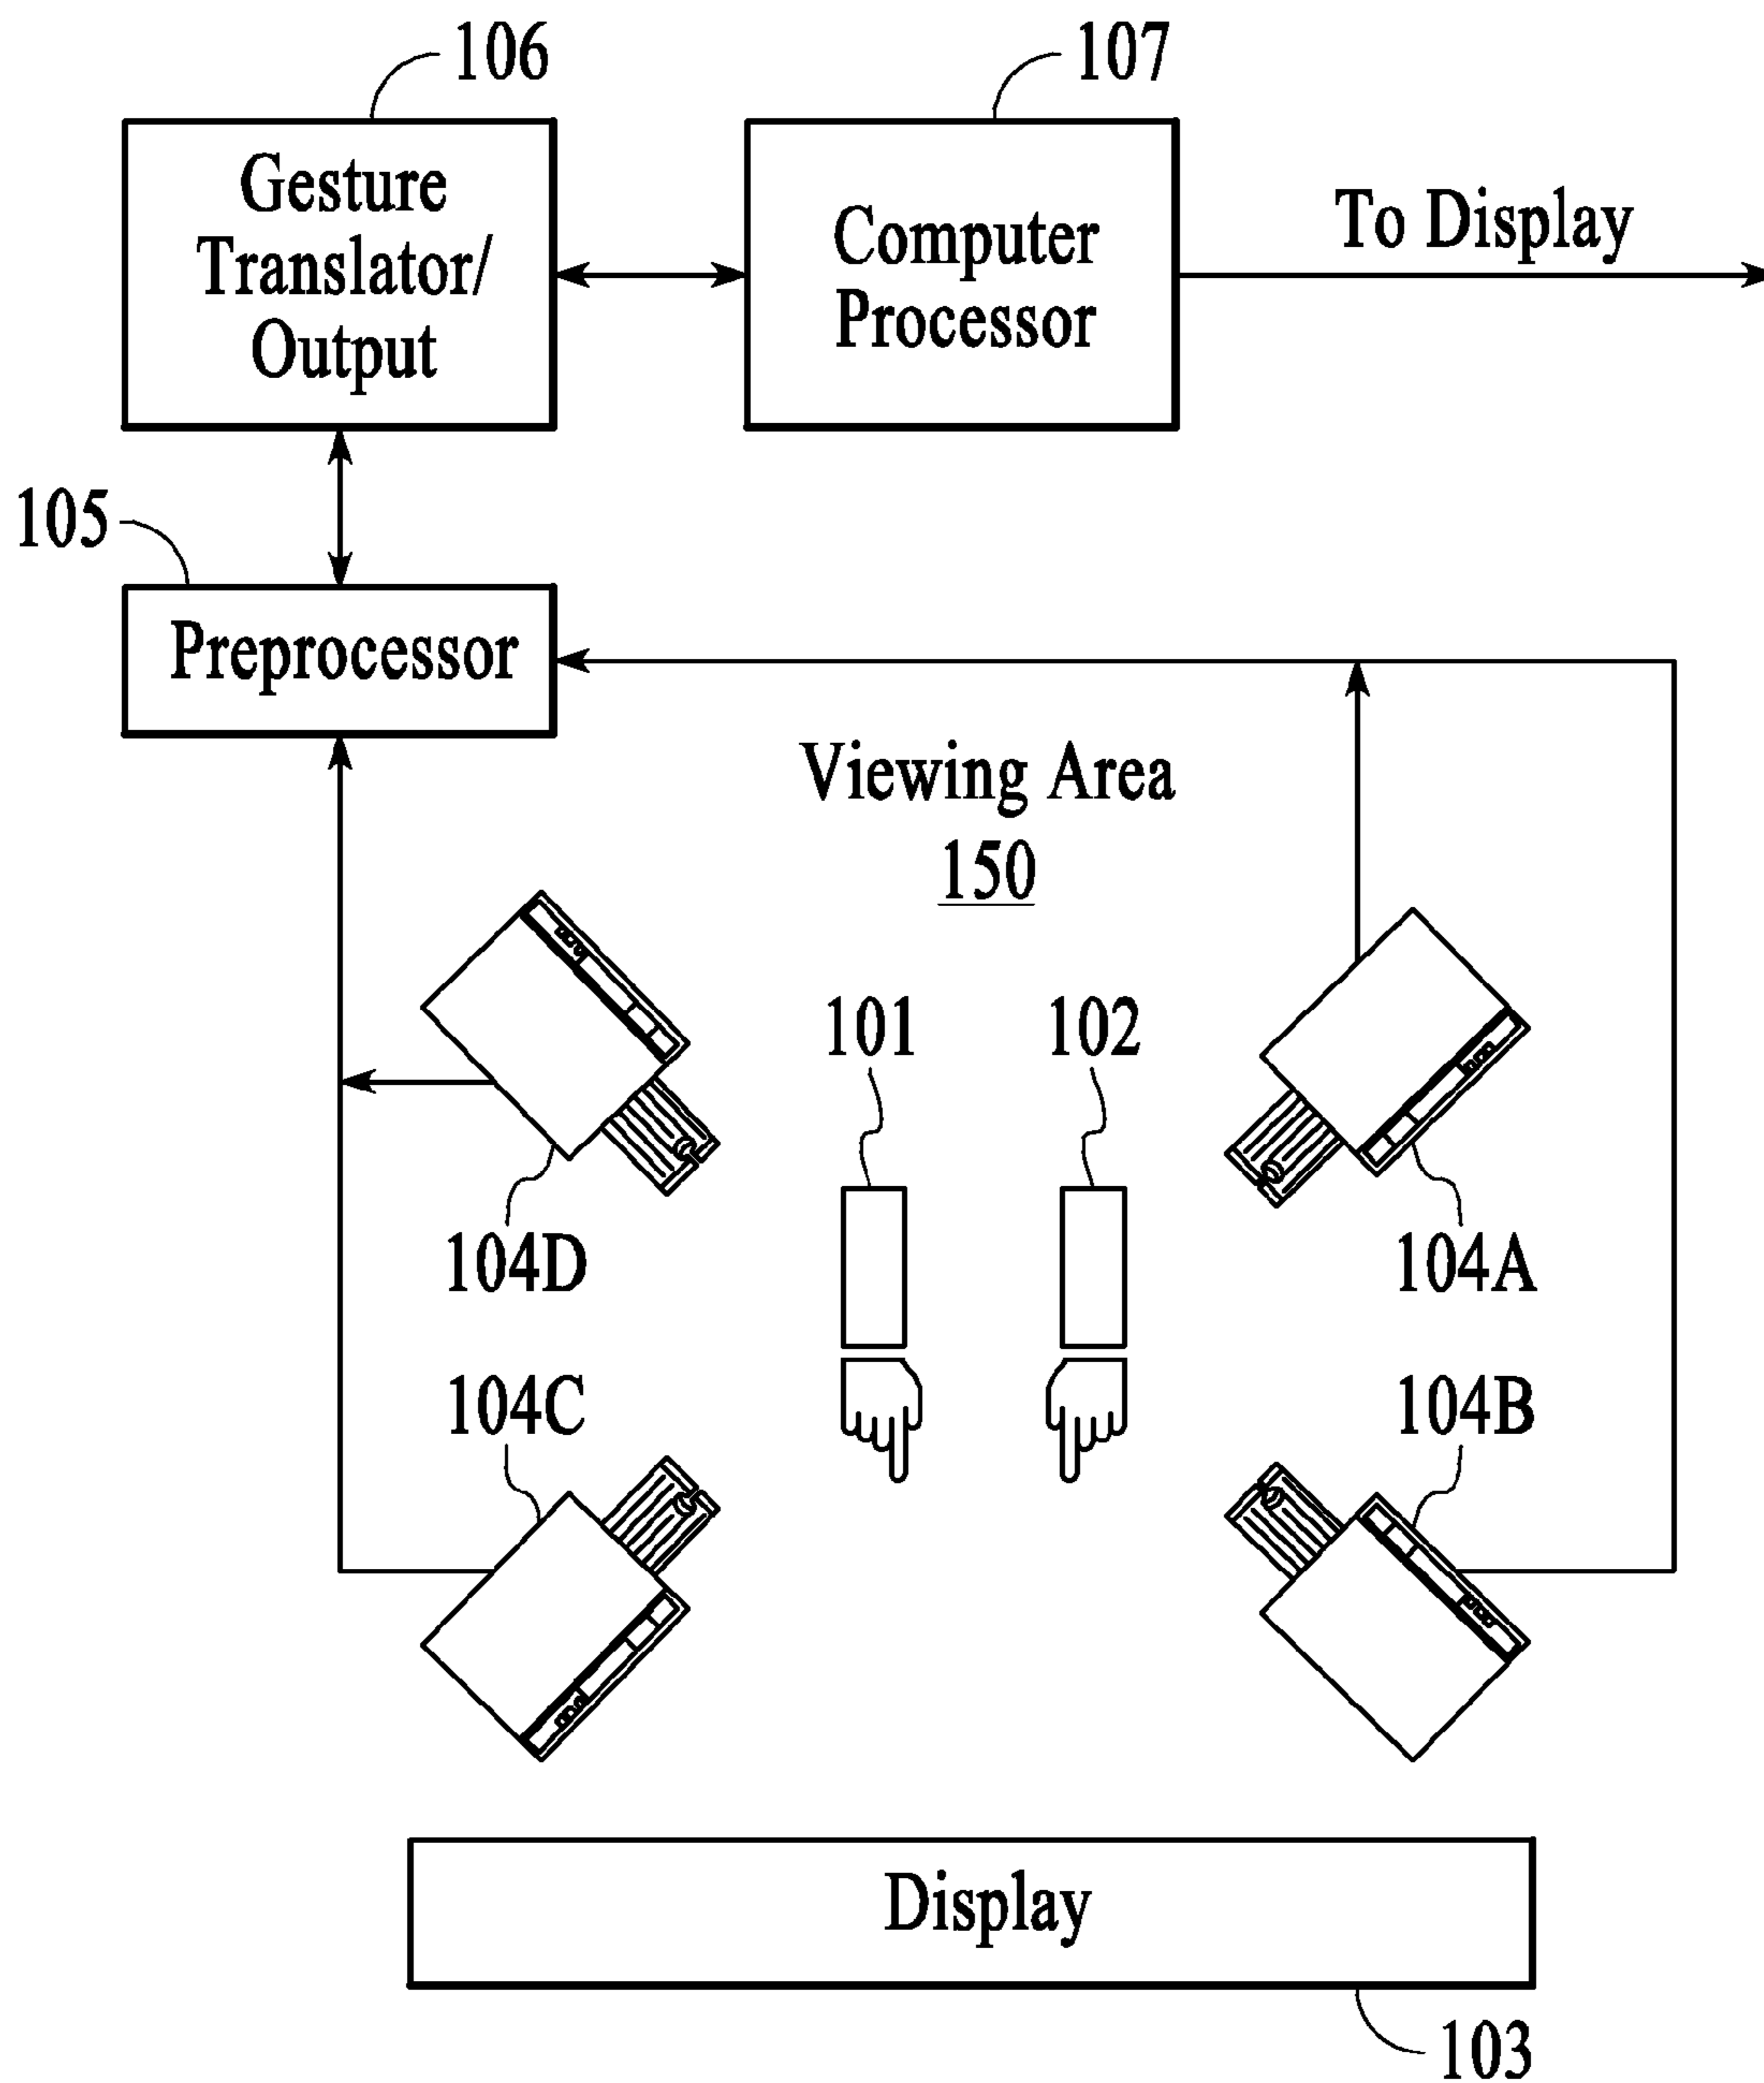 106
107
Gesture
Translator/
Output
Computer
Processor
To Display
105
Preprocessor
Viewing Area
150
101
102
104D
104A
104C
104B
Display
103